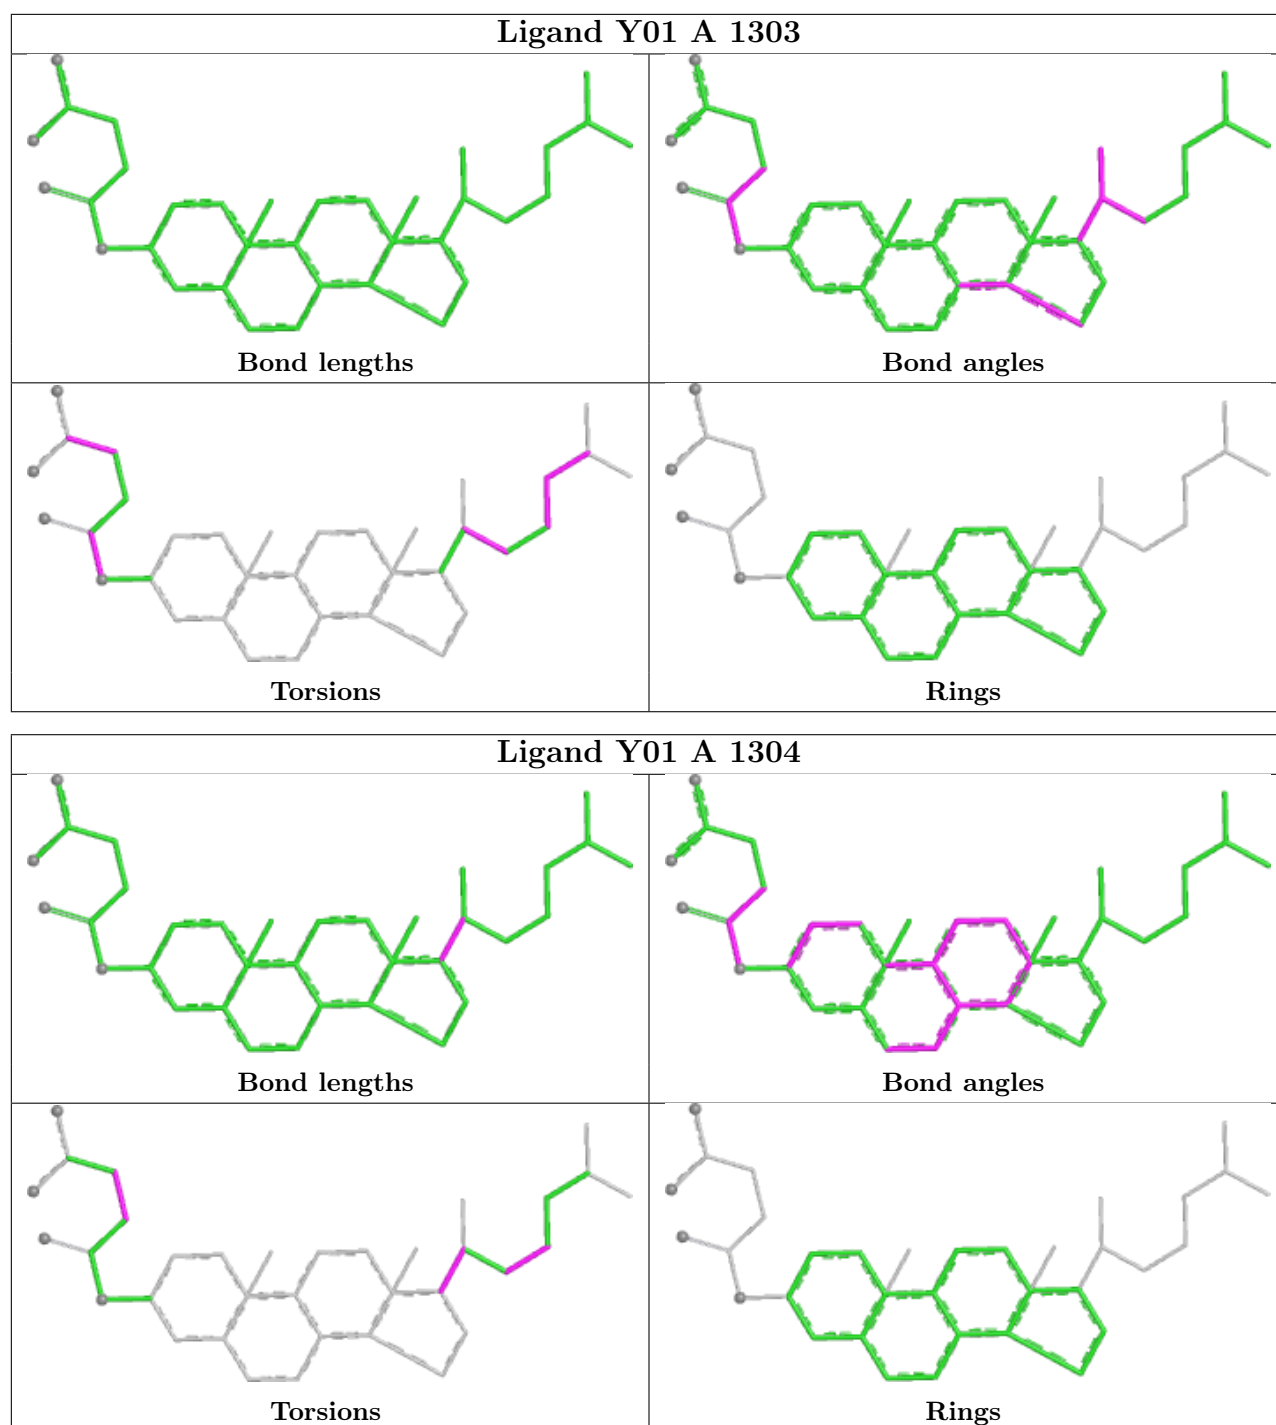 Ligand Y01 A 1303
Bond lengths
Bond angles
Torsions
Rings
Ligand Y01 A 1304
Bond lengths
Bond angles
Torsions
Rings